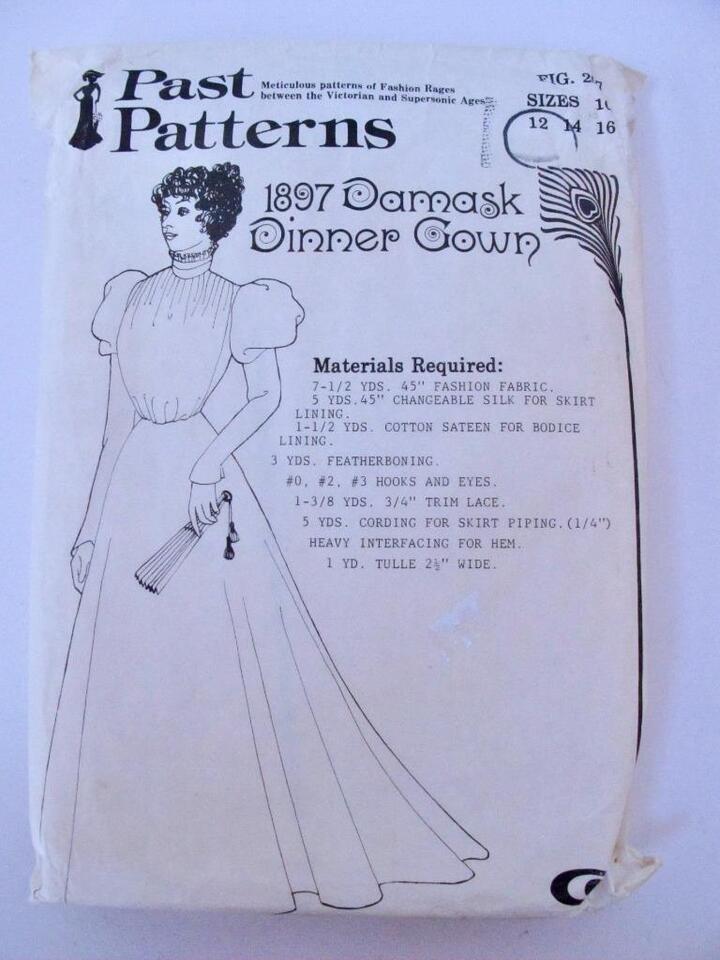 Past
Patterns
Meticulous patterns of Fashion Rages
between the Victorian and Supersonic Ages
FIG.
SIZES
12 14 16
1897 Damask
Dinner Gown
Materials Required:
7-1/2 YDS. 45" FASHION FABRIC.
5 YDS.45" CHANGEABLE SILK FOR SKIRT
LINING.
1-1/2 YDS. COTTON SATEEN FOR BODICE
LINING.
3 YDS. FEATHERBONING.
#0, #2, #3 HOOKS AND EYES.
1-3/8 YDS. 3/4" TRIM LACE.
5 YDS. CORDING FOR SKIRT PIPING.(1/4")
HEAVY INTERFACING FOR HEM.
1 YD. TULLE 2½" WIDE.